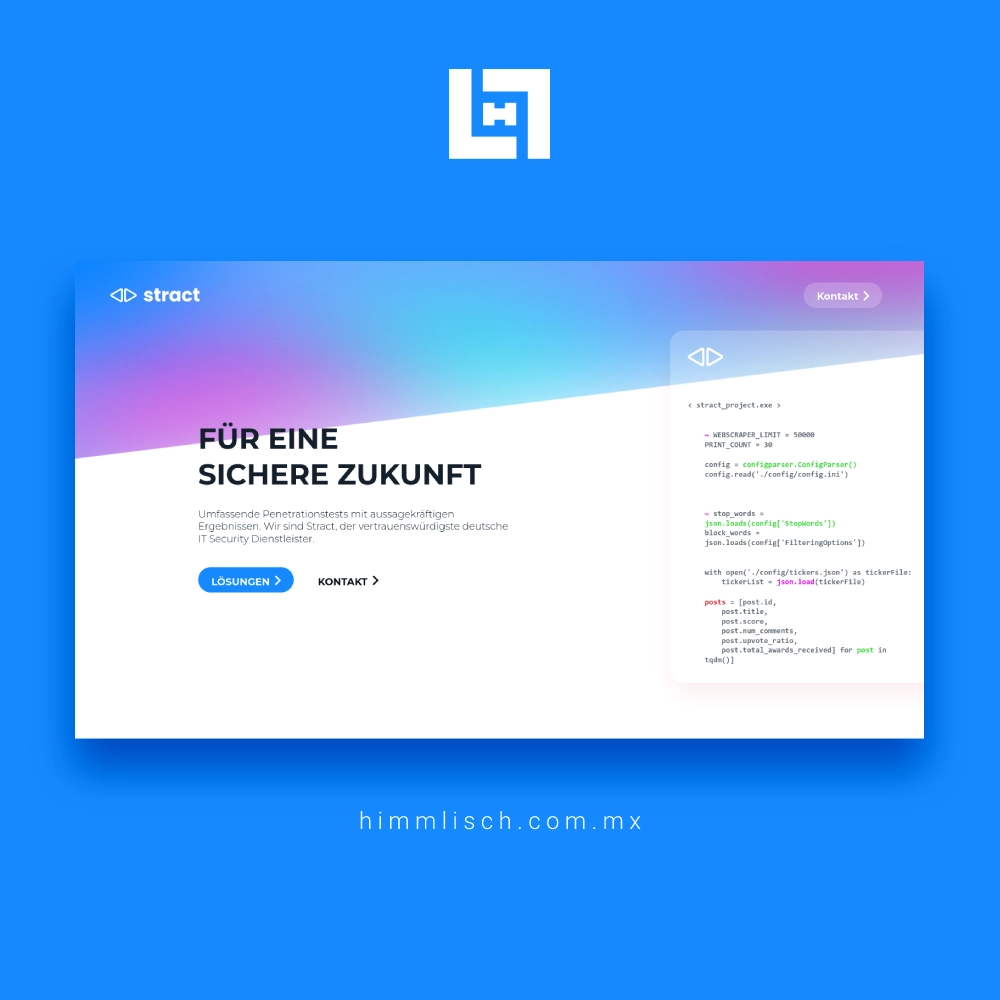 stract
Kontakt
FÜR EINE
SICHERE ZUKUNFT
Umfassende Penetrationstests mit aussagekräftigen
Ergebnissen. Wir sind Stract, der vertrauenswürdigste deutsche
IT Security Dienstleister.
LÖSUNGEN
KONTAKT
< stract_project.exe >
~ WEBSCRAPER_LIMIT = 50000
PRINT_COUNT = 30
config = configparser.ConfigParser()
config.read('./config/config.ini')
~ stop_words =
json.loads(config['StopWords'])
block_words =
json.loads(config['FilteringOptions'])
with open('./config/tickers.json') as tickerFile:
tickerList = json.load(tickerFile)
posts = [post.id,
post.title,
post.score,
post.num_comments,
post.upvote_ratio,
post.total_awards_received] for post in
tqdm()]
himmlisch.com.mx